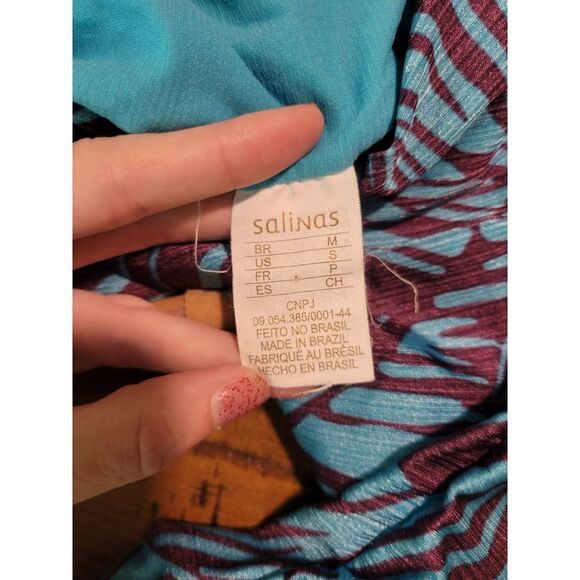 salinas
BR M
US S
FR P
ES CH
CNPJ
09.054.385/0001-44
FEITO NO BRASIL
MADE IN BRAZIL
FABRIQUÉ AU BRÈSIL
HECHO EN BRASIL